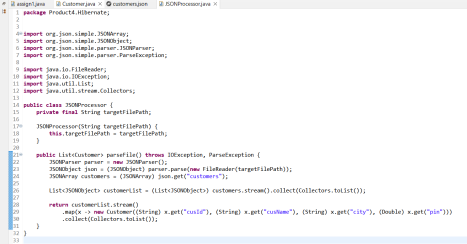 assign1.java Customer.java customers.json JSONProcessor.java
1 package Product4.Hibernate;
2
3
4 import org.json.simple.JSONArray;
5 import org.json.simple.JSONObject;
6 import org.json.simple.parser.JSONParser;
7 import org.json.simple.parser.ParseException;
8
9 import java.io.FileReader;
10 import java.io.IOException;
11 import java.util.List;
12 import java.util.stream.Collectors;
13
14 public class JSONProcessor {
15 private final String targetFilePath;
16
17 JSONProcessor(String targetFilePath) {
18 this.targetFilePath = targetFilePath;
19 }
20
21 public List<Customer> parseFile() throws IOException, ParseException {
22 JSONParser parser = new JSONParser();
23 JSONObject json = (JSONObject) parser.parse(new FileReader(targetFilePath));
24 JSONArray customers = (JSONArray) json.get("customers");
25
26 List<JSONObject> customerList = (List<JSONObject>) customers.stream().collect(Collectors.toList());
27
28 return customerList.stream()
29 .map(x -> new Customer((String) x.get("cusId"), (String) x.get("cusName"), (String) x.get("city"), (Double) x.get("pin")))
30 .collect(Collectors.toList());
31 }
32 }
33